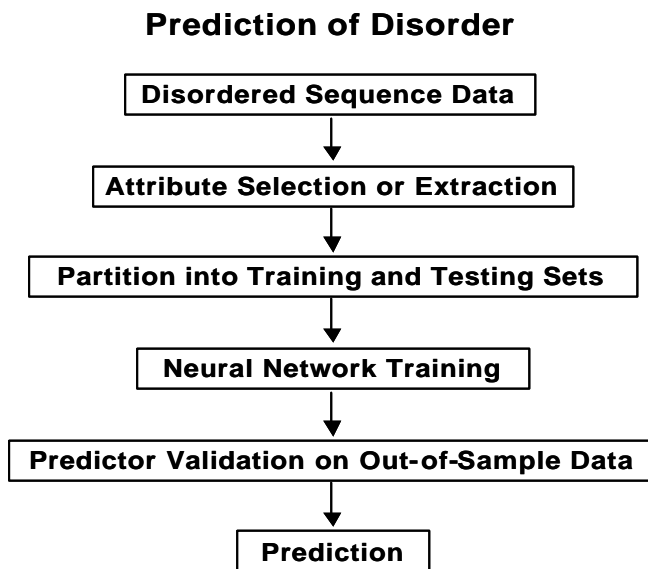 Prediction of Disorder
Disordered Sequence Data
Attribute Selection or Extraction
Partition into Training and Testing Sets
Neural Network Training
Predictor Validation on Out-of-Sample Data
Prediction